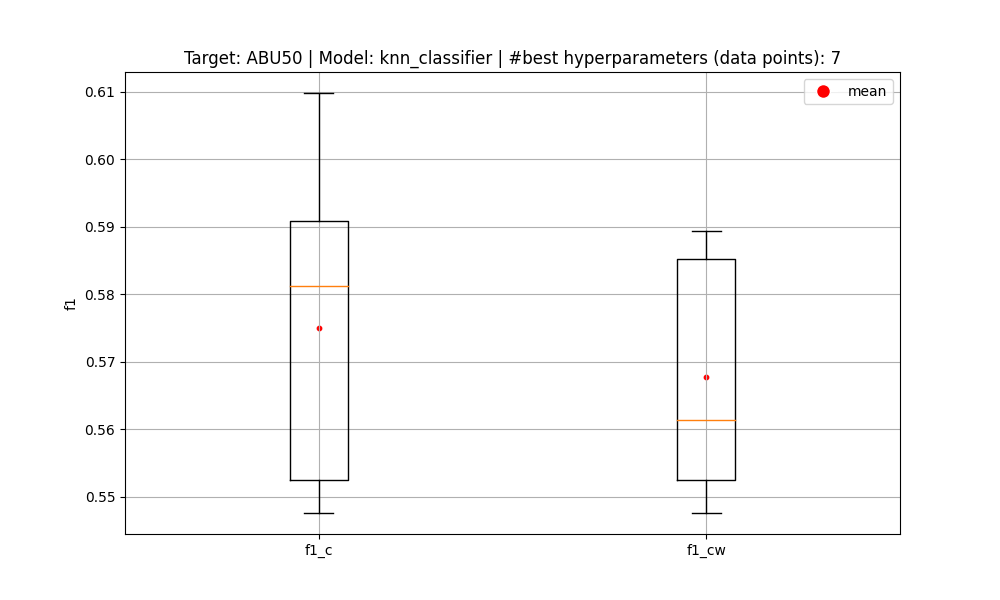 Target: ABU50 | Model: knn_classifier | #best hyperparameters (data points): 7
mean
0.61
0.60
0.59
0.58
0.57
0.56
0.55
f1
f1_c
f1_cw